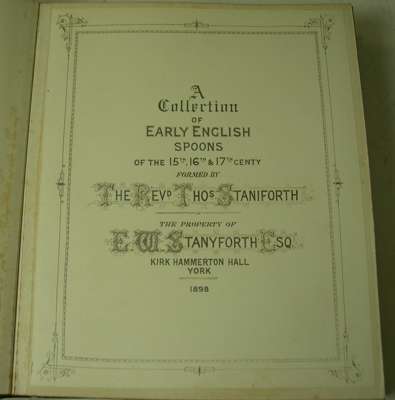 A
Collection
OF
EARLY ENGLISH
SPOONS
OF THE 15TH, 16TH & 17TH CENTY
FORMED BY
THE REVD THOS STANIFORTH
THE PROPERTY OF
E.W. STANYFORTH ESQ
KIRK HAMMERTON HALL
YORK
1898